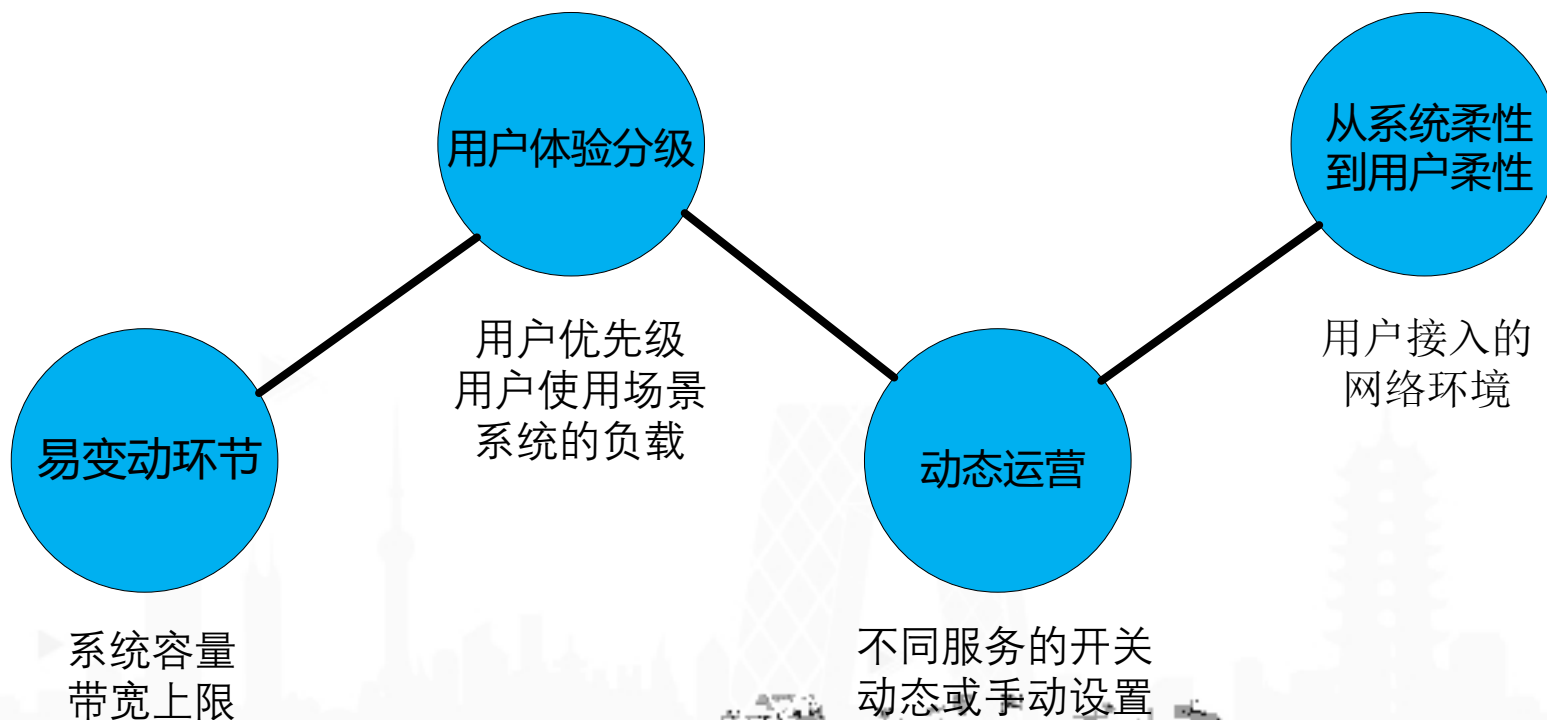 易变动环节
系统容量
带宽上限
用户体验分级
用户优先级
用户使用场景
系统的负载
动态运营
不同服务的开关
动态或手动设置
从系统柔性
到用户柔性
用户接入的
网络环境